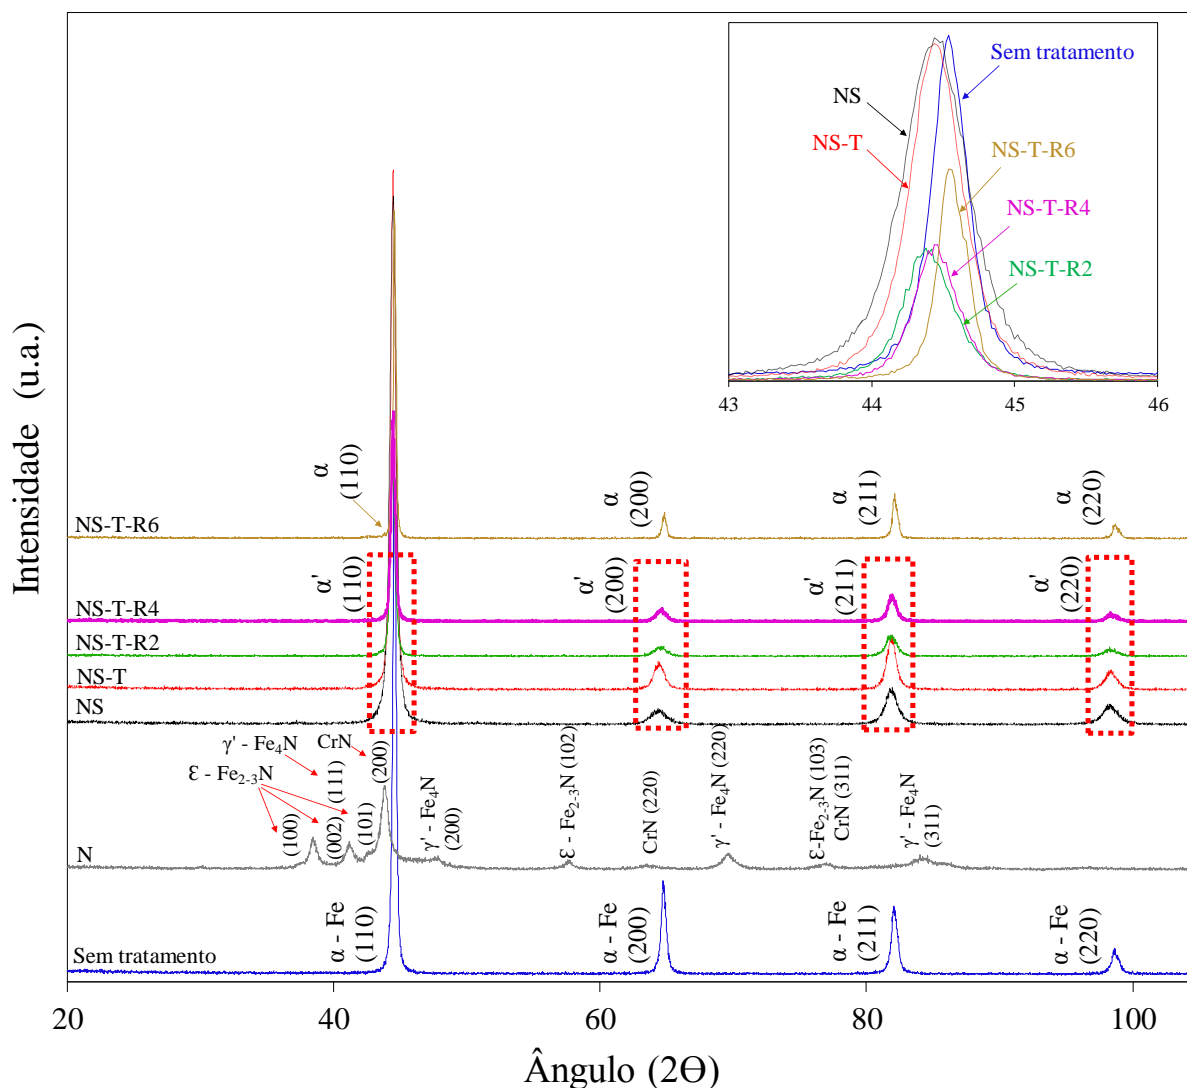 Sem tratamento
NS
NS-T
NS-T-R6
NS-T-R4
NS-T-R2
43
44
45
46
Intensidade (u.a.)
α
(110)
α
(200)
α
(211)
α
(220)
NS-T-R6
α'
(110)
α'
(200)
α'
(211)
α'
(220)
NS-T-R4
NS-T-R2
NS-T
NS
γ' - Fe₄N
CrN
Ɛ - Fe₂₋₃N
(100)
(002)
(111)
(101)
(200)
γ' - Fe₄N
(200)
Ɛ - Fe₂₋₃N (102)
CrN (220)
γ' - Fe₄N (220)
Ɛ-Fe₂₋₃N (103)
CrN (311)
γ' - Fe₄N
(311)
N
α - Fe
(110)
α - Fe
(200)
α - Fe
(211)
α - Fe
(220)
Sem tratamento
20
40
60
80
100
Ângulo (2Ɵ)